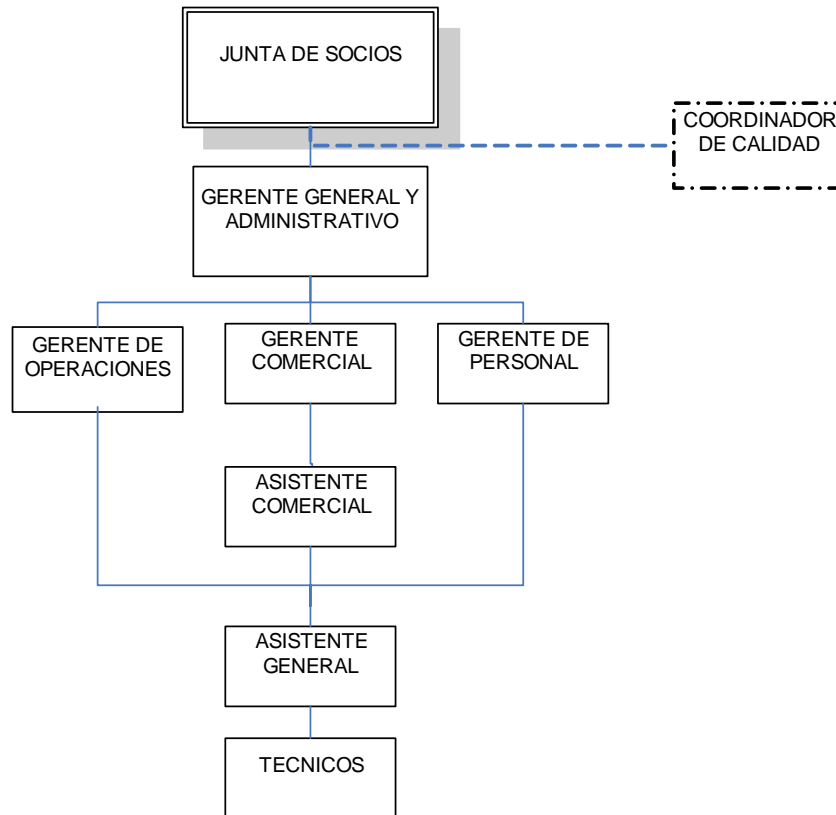 JUNTA DE SOCIOS
COORDINADOR
DE CALIDAD
GERENTE GENERAL Y
ADMINISTRATIVO
GERENTE DE
OPERACIONES
GERENTE
COMERCIAL
GERENTE DE
PERSONAL
ASISTENTE
COMERCIAL
ASISTENTE
GENERAL
TECNICOS